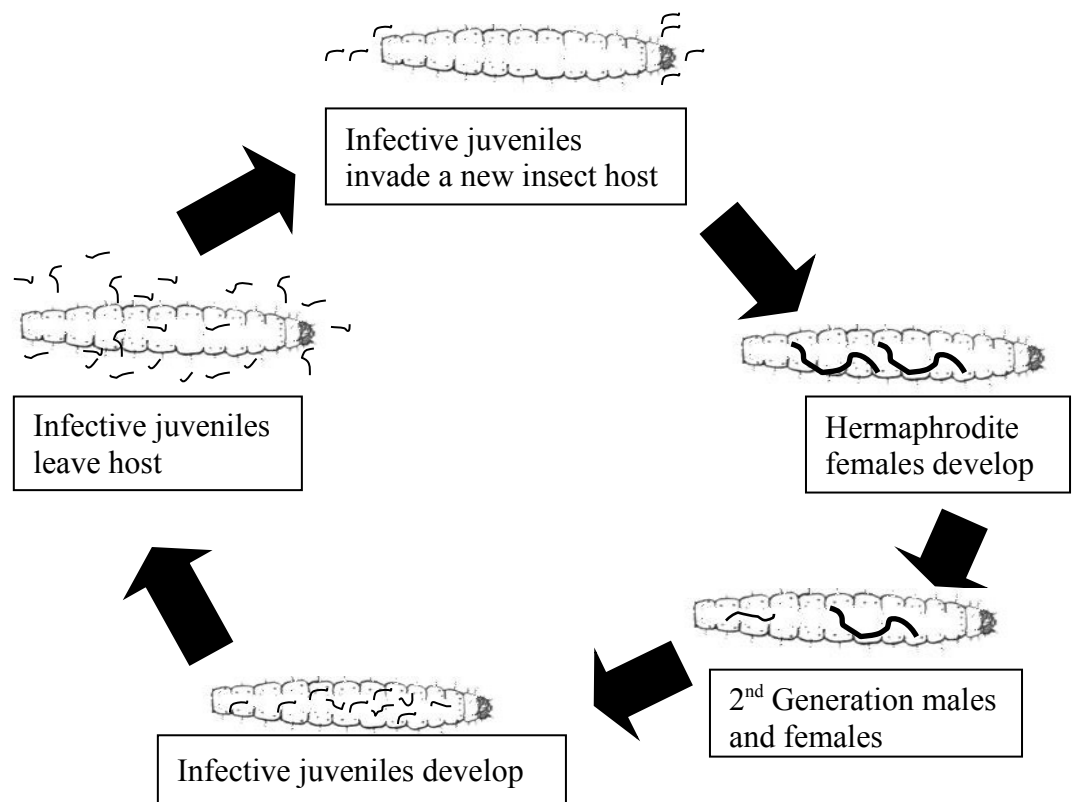 Infective juveniles
invade a new insect host
Hermaphrodite
females develop
2nd Generation males
and females
Infective juveniles develop
Infective juveniles
leave host